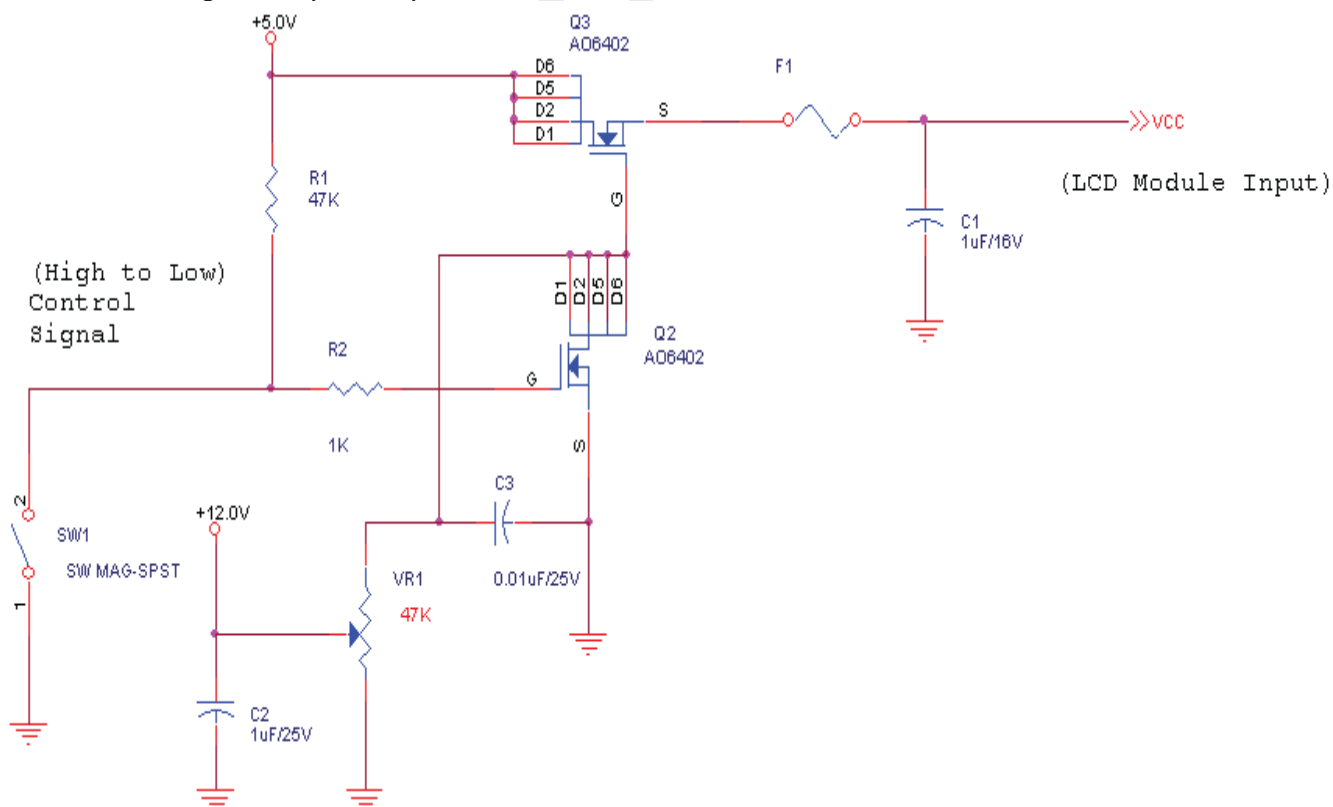 +5.0V
Q3
AO6402
F1
D6
D5
D2
D1
S
VCC
R1
47K
G
(LCD Module Input)
C1
1uF/16V
(High to Low)
Control
Signal
D1
D2
D5
D6
Q2
AO6402
R2
G
1K
S
C3
2
+12.0V
SW1
SW MAG-SPST
VR1
0.01uF/25V
1
47K
C2
1uF/25V